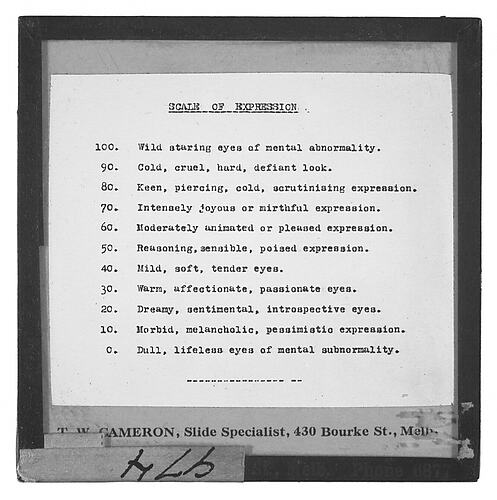 SCALE OF EXPRESSION.
100. Wild staring eyes of mental abnormality.
90. Cold, cruel, hard, defiant look.
80. Keen, piercing, cold, scrutinising expression.
70. Intensely joyous or mirthful expression.
60. Moderately animated or pleased expression.
50. Reasoning, sensible, poised expression.
40. Mild, soft, tender eyes.
30. Warm, affectionate, passionate eyes.
20. Dreamy, sentimental, introspective eyes.
10. Morbid, melancholic, pessimistic expression.
0. Dull, lifeless eyes of mental subnormality.
---------------- --
T. W. CAMERON, Slide Specialist, 430 Bourke St., Melb.